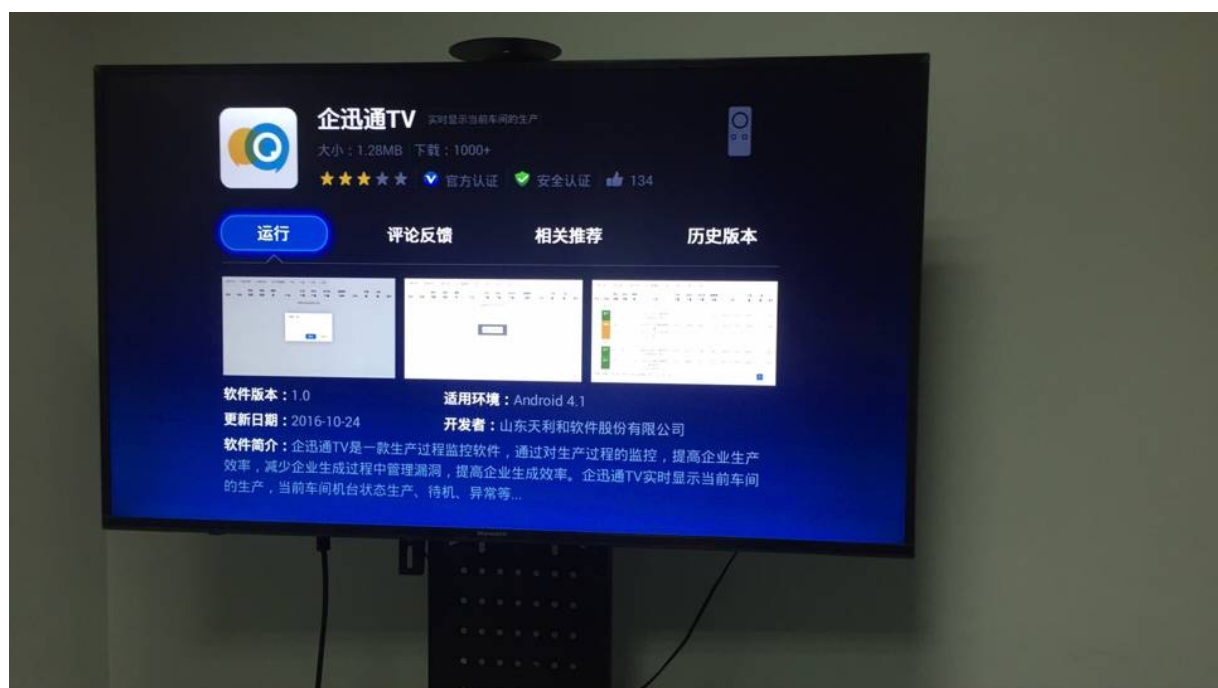 企迅通TV 实时显示当前车间的生产
大小：1.28MB 下载：1000+
官方认证 安全认证 134
运行 评论反馈 相关推荐 历史版本
软件版本：1.0 适用环境：Android 4.1
更新日期：2016-10-24 开发者：山东天利和软件股份有限公司
软件简介：企迅通TV是一款生产过程监控软件，通过对生产过程的监控，提高企业生产
效率，减少企业生成过程中管理漏洞，提高企业生成效率。企迅通TV实时显示当前车间
的生产，当前车间机台状态生产、待机、异常等...